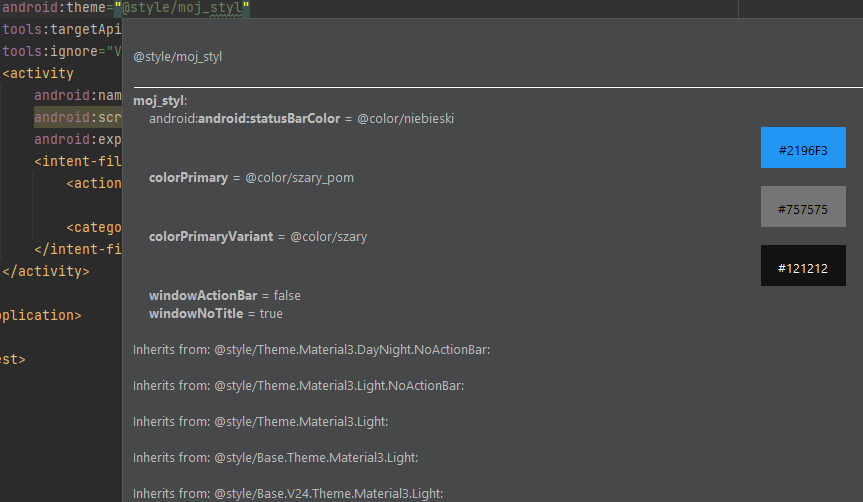 android:theme="@style/moj_styl"
tools:targetApi
tools:ignore="V
<activity
android:nam
android:scr
android:exp
<intent-fil
<action
<catego
</intent-fi
</activity>
pplication>
est>
@style/moj_styl
moj_styl:
android:android:statusBarColor = @color/niebieski
#2196F3
colorPrimary = @color/szary_pom
#757575
colorPrimaryVariant = @color/szary
#121212
windowActionBar = false
windowNoTitle = true
Inherits from: @style/Theme.Material3.DayNight.NoActionBar:
Inherits from: @style/Theme.Material3.Light.NoActionBar:
Inherits from: @style/Theme.Material3.Light:
Inherits from: @style/Base.Theme.Material3.Light:
Inherits from: @style/Base.V24.Theme.Material3.Light: